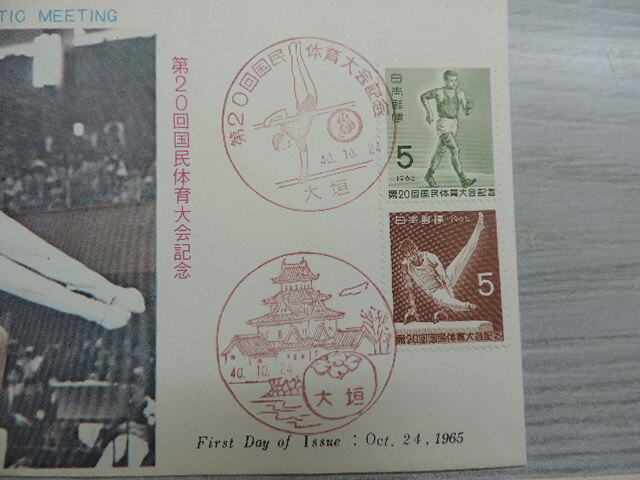 TIC MEETING
第20回国民体育大会記念
第20回国民体育大会記念
40.10.24
大垣
日本郵便
5
1965
第20回国民体育大会記念
日本郵便 1965
5
第20回国民体育大会記念
40.10.24
大垣
First Day of Issue : Oct. 24, 1965